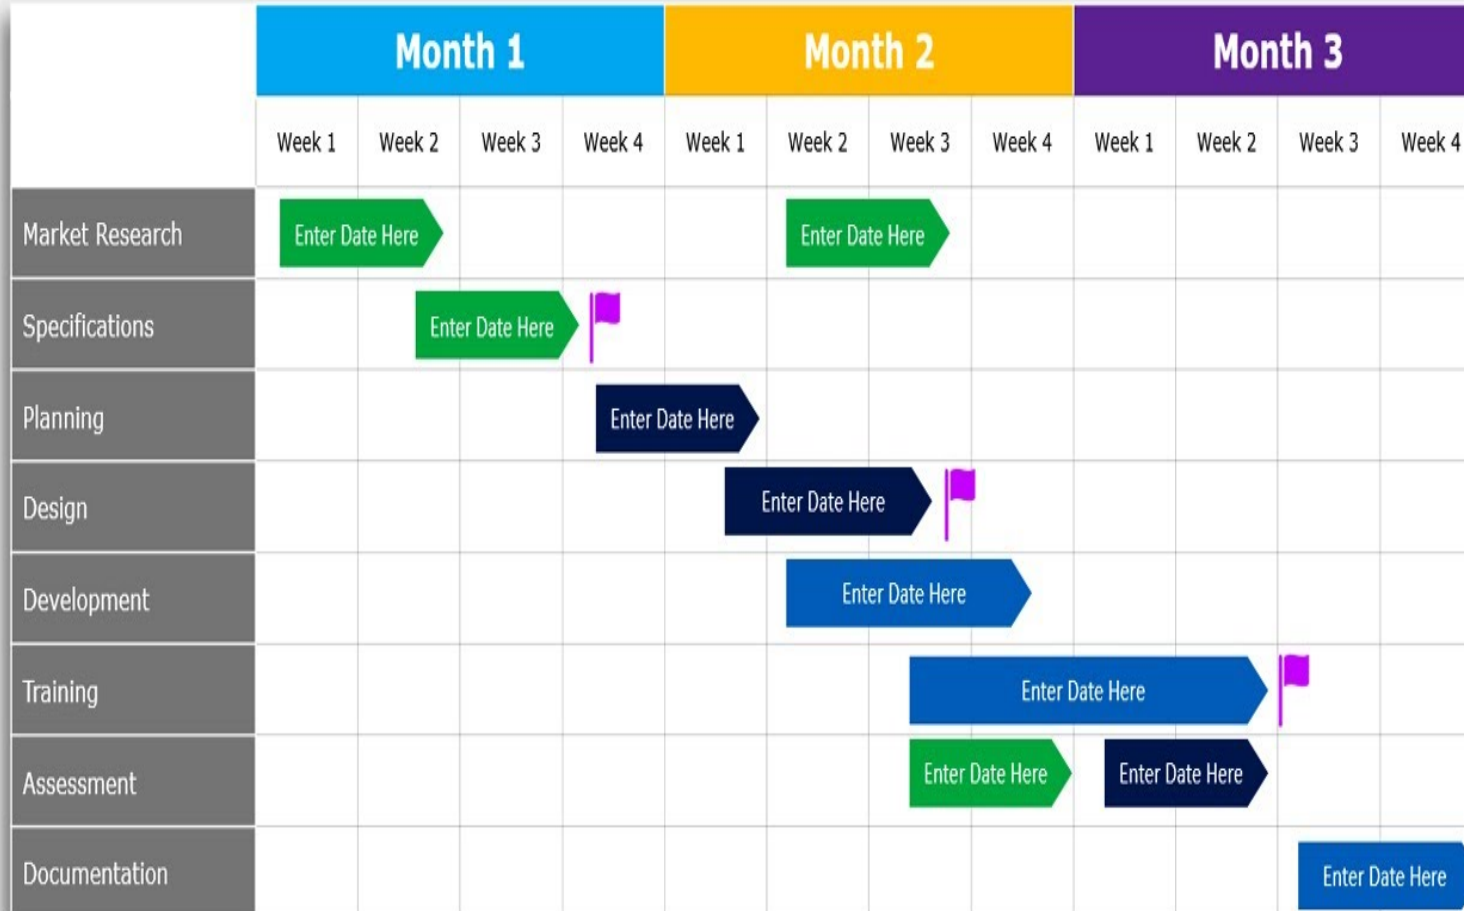 Month 1
Month 2
Month 3
Week 1
Week 2
Week 3
Week 4
Week 1
Week 2
Week 3
Week 4
Week 1
Week 2
Week 3
Week 4
Market Research
Enter Date Here
Enter Date Here
Specifications
Enter Date Here
Planning
Enter Date Here
Design
Enter Date Here
Development
Enter Date Here
Training
Enter Date Here
Assessment
Enter Date Here
Enter Date Here
Documentation
Enter Date Here